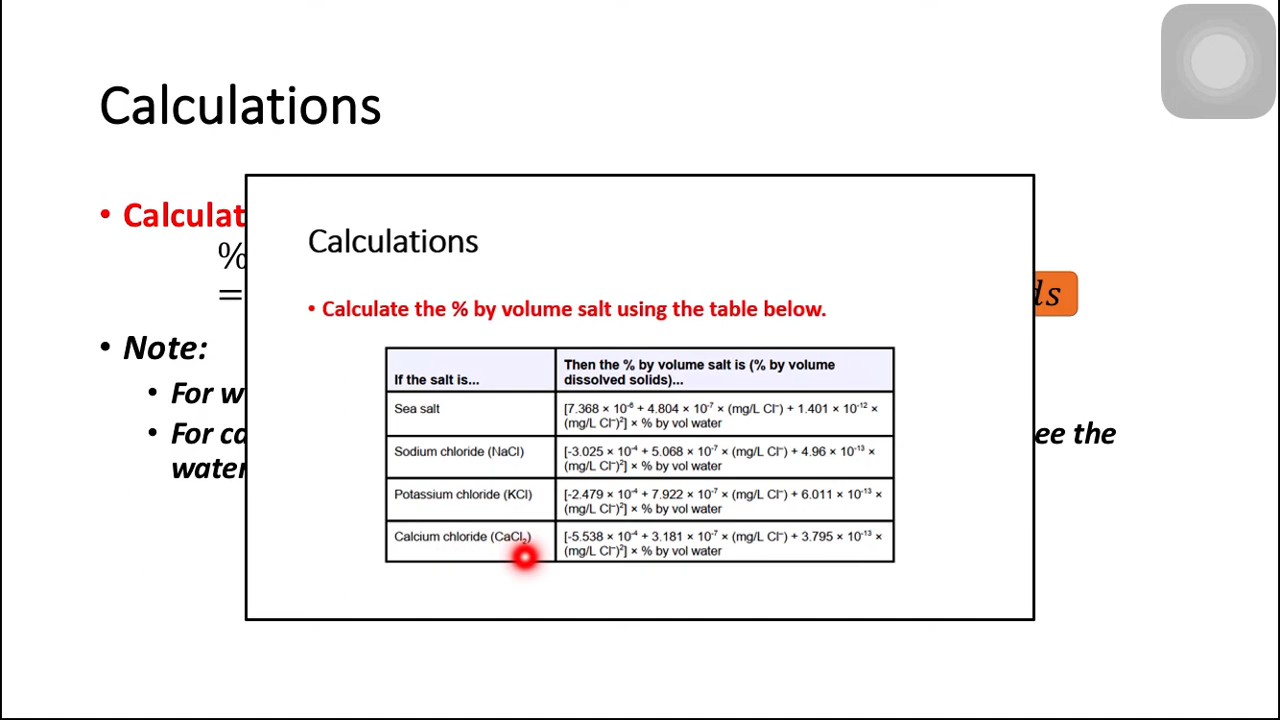 Calculations
• Calculat
%
=
ds
• Note:
• For w
• For ca
ee the
water
Calculations
• Calculate the % by volume salt using the table below.
If the salt is...
Then the % by volume salt is (% by volume
dissolved solids)...
Sea salt
[7.368 × 10⁻⁶ + 4.804 × 10⁻⁷ × (mg/L Cl⁻) + 1.401 × 10⁻¹² ×
(mg/L Cl⁻)²] × % by vol water
Sodium chloride (NaCl)
[-3.025 × 10⁻⁴ + 5.068 × 10⁻⁷ × (mg/L Cl⁻) + 4.96 × 10⁻¹³ ×
(mg/L Cl⁻)²] × % by vol water
Potassium chloride (KCl)
[-2.479 × 10⁻⁴ + 7.922 × 10⁻⁷ × (mg/L Cl⁻) + 6.011 × 10⁻¹³ ×
(mg/L Cl⁻)²] × % by vol water
Calcium chloride (CaCl₂)
[-5.538 × 10⁻⁴ + 3.181 × 10⁻⁷ × (mg/L Cl⁻) + 3.795 × 10⁻¹³ ×
(mg/L Cl⁻)²] × % by vol water